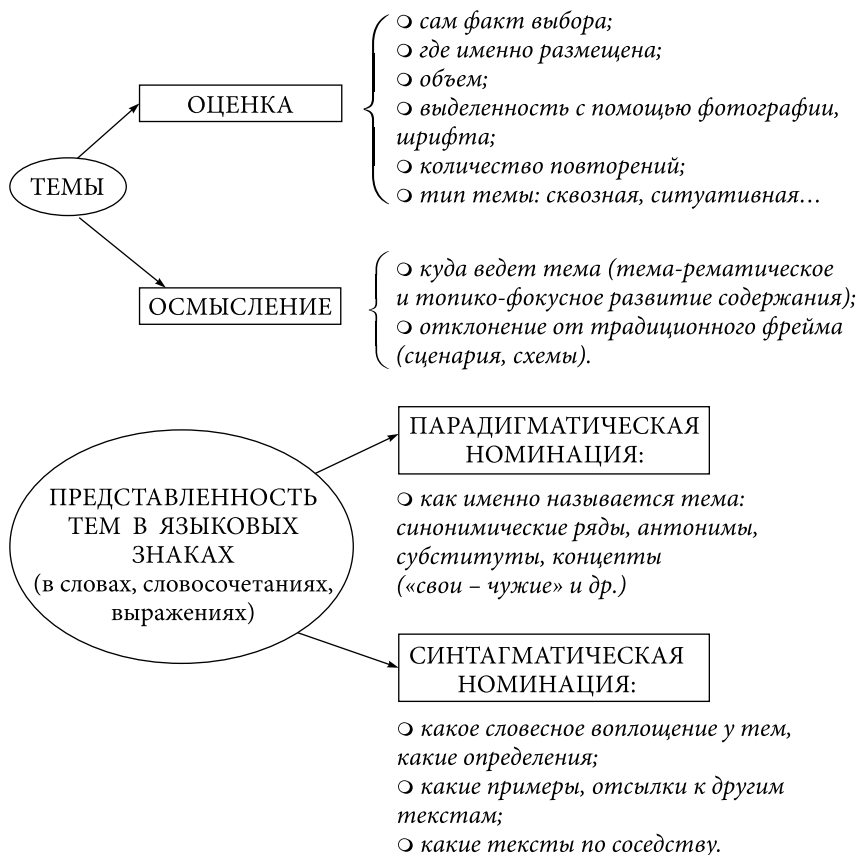 ТЕМЫ
ОЦЕНКА
❍ сам факт выбора;
❍ где именно размещена;
❍ объем;
❍ выделенность с помощью фотографии,
шрифта;
❍ количество повторений;
❍ тип темы: сквозная, ситуативная…
ОСМЫСЛЕНИЕ
❍ куда ведет тема (тема-рематическое
и топико-фокусное развитие содержания);
❍ отклонение от традиционного фрейма
(сценария, схемы).
ПРЕДСТАВЛЕННОСТЬ
ТЕМ В ЯЗЫКОВЫХ
ЗНАКАХ
(в словах, словосочетаниях,
выражениях)
ПАРАДИГМАТИЧЕСКАЯ
НОМИНАЦИЯ:
❍ как именно называется тема:
синонимические ряды, антонимы,
субституты, концепты
(«свои – чужие» и др.)
СИНТАГМАТИЧЕСКАЯ
НОМИНАЦИЯ:
❍ какое словесное воплощение у тем,
какие определения;
❍ какие примеры, отсылки к другим
текстам;
❍ какие тексты по соседству.